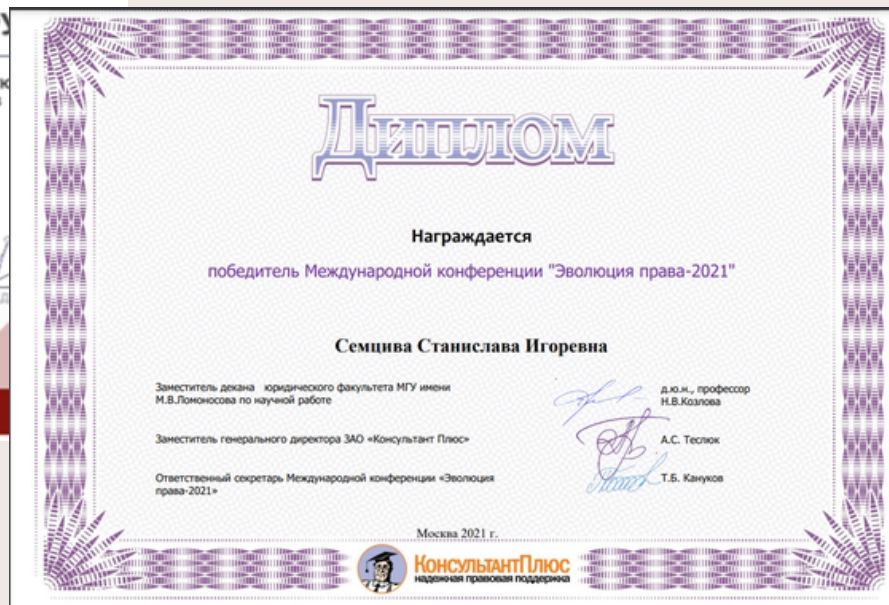 Диплом
Награждается
победитель Международной конференции "Эволюция права-2021"
Семцива Станислава Игоревна
Заместитель декана юридического факультета МГУ имени
М.В.Ломоносова по научной работе
д.ю.н., профессор
Н.В.Козлова
Заместитель генерального директора ЗАО «Консультант Плюс»
А.С. Теслюк
Ответственный секретарь Международной конференции «Эволюция
права-2021»
Т.Б. Кануков
Москва 2021 г.
КонсультантПлюс
надежная правовая поддержка